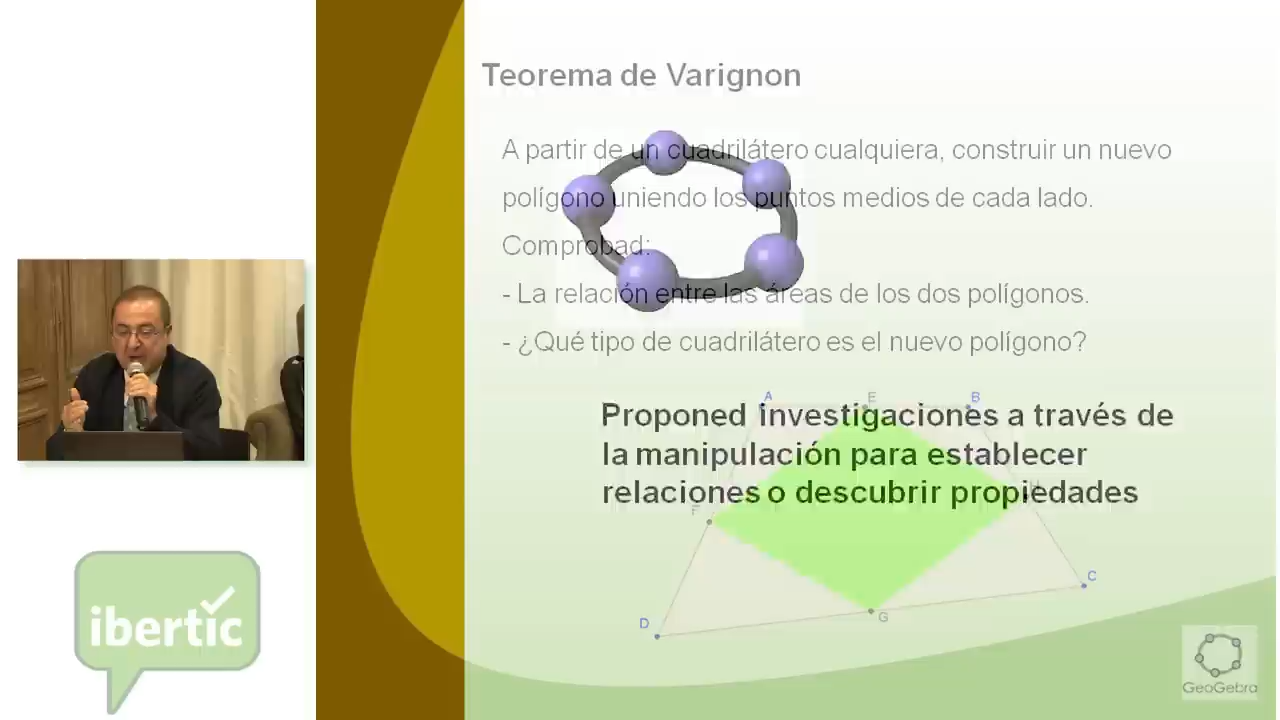 Teorema de Varignon
A partir de un cuadrilátero cualquiera, construir un nuevo
polígono uniendo los puntos medios de cada lado.
Comprobad:
- La relación entre las áreas de los dos polígonos.
- ¿Qué tipo de cuadrilátero es el nuevo polígono?
A
E
B
Proponed investigaciones a través de
la manipulación para establecer
relaciones o descubrir propiedades
F
H
C
D
G
ibertic
GeoGebra